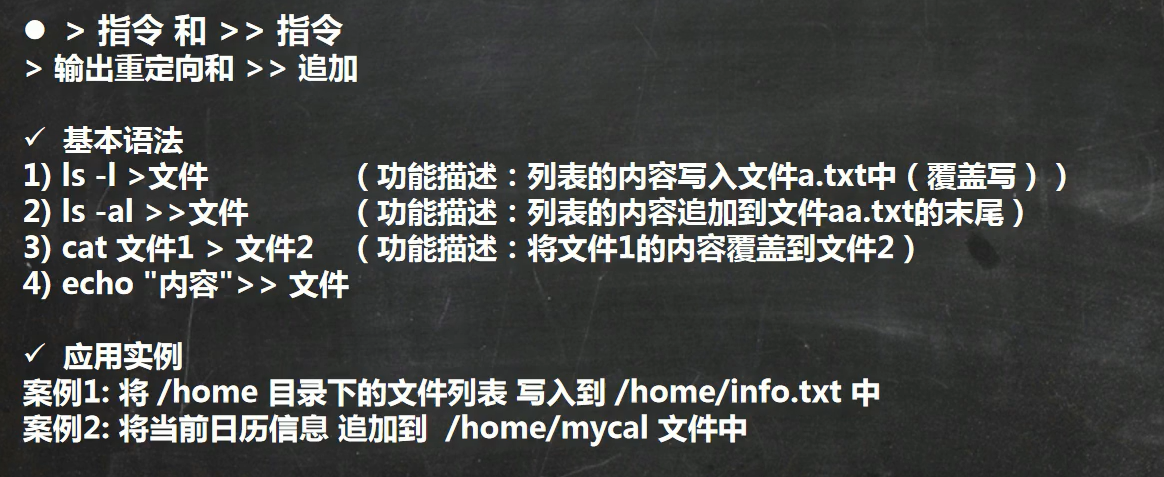 ● > 指令 和 >> 指令
> 输出重定向和 >> 追加
✓ 基本语法
1) ls -l >文件 （功能描述：列表的内容写入文件a.txt中（覆盖写））
2) ls -al >>文件 （功能描述：列表的内容追加到文件aa.txt的末尾）
3) cat 文件1 > 文件2 （功能描述：将文件1的内容覆盖到文件2）
4) echo "内容">> 文件
✓ 应用实例
案例1: 将 /home 目录下的文件列表 写入到 /home/info.txt 中
案例2: 将当前日历信息 追加到 /home/mycal 文件中